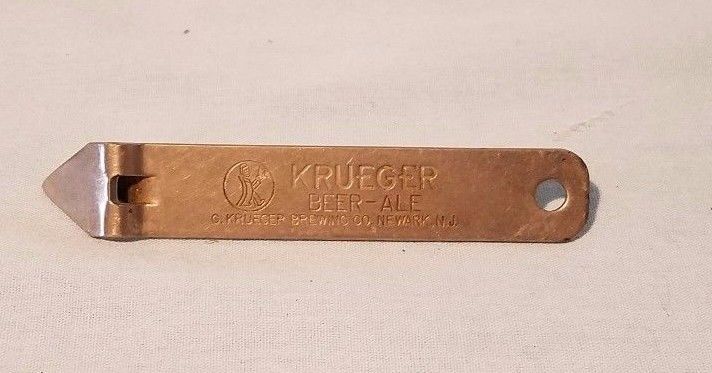 K
KRUEGER
BEER-ALE
G. KRUEGER BREWING CO. NEWARK, N.J.